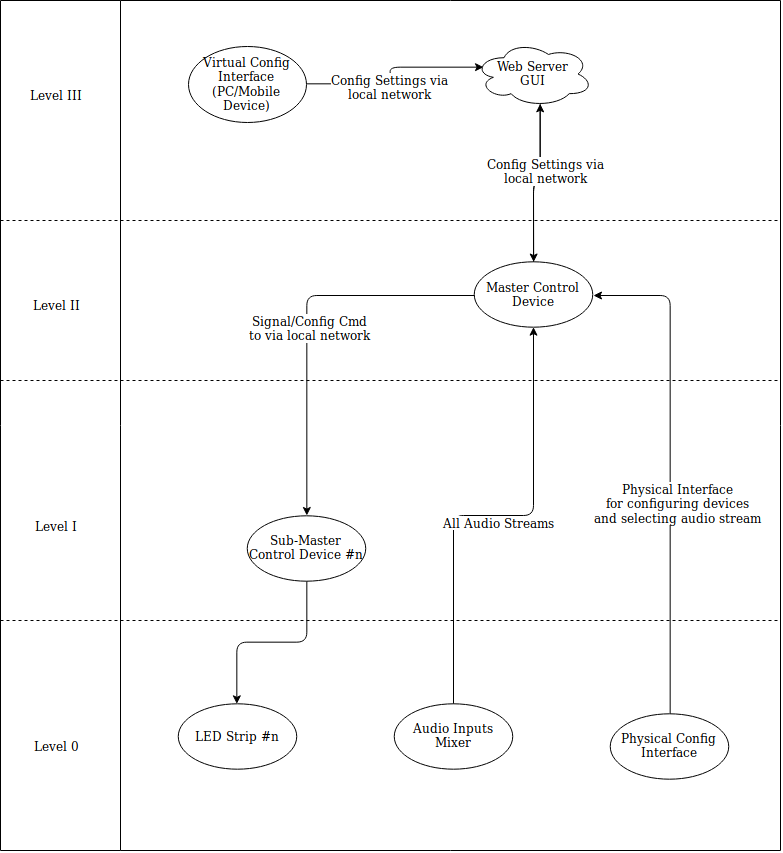 Level III
Virtual Config
Interface
(PC/Mobile
Device)
Config Settings via
local network
Web Server
GUI
Config Settings via
local network
Level II
Master Control
Device
Signal/Config Cmd
to via local network
Level I
Physical Interface
for configuring devices
and selecting audio stream
All Audio Streams
Sub-Master
Control Device #n
Level 0
LED Strip #n
Audio Inputs
Mixer
Physical Config
Interface